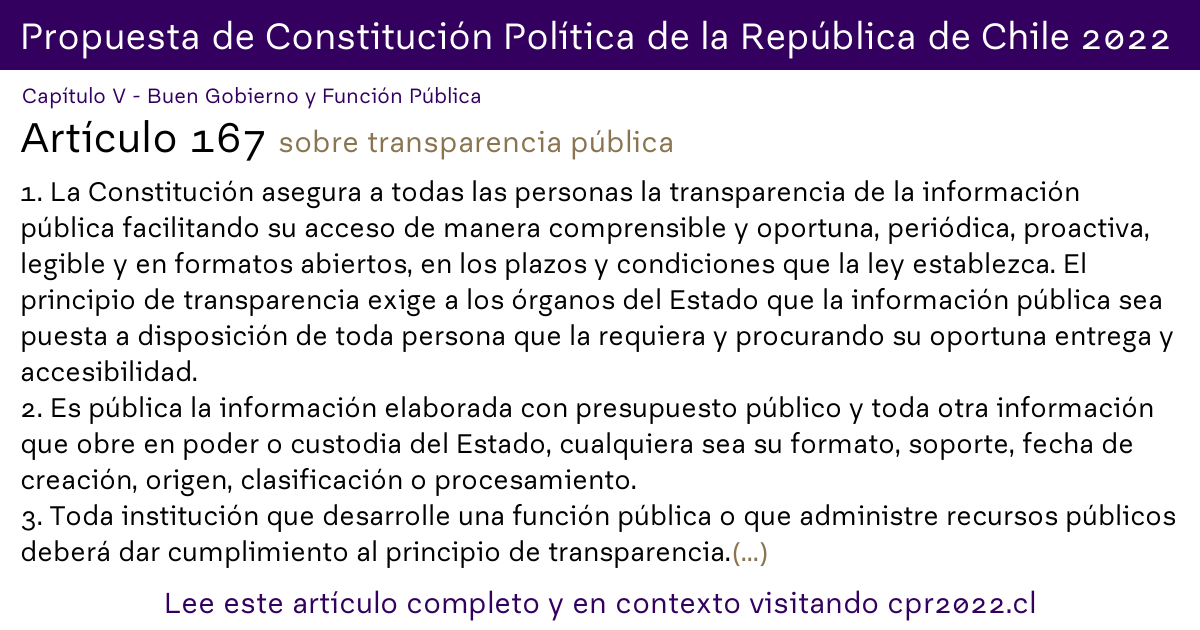 Propuesta de Constitución Política de la República de Chile 2022
Capítulo V - Buen Gobierno y Función Pública
Artículo 167 sobre transparencia pública
1. La Constitución asegura a todas las personas la transparencia de la información
pública facilitando su acceso de manera comprensible y oportuna, periódica, proactiva,
legible y en formatos abiertos, en los plazos y condiciones que la ley establezca. El
principio de transparencia exige a los órganos del Estado que la información pública sea
puesta a disposición de toda persona que la requiera y procurando su oportuna entrega y
accesibilidad.
2. Es pública la información elaborada con presupuesto público y toda otra información
que obre en poder o custodia del Estado, cualquiera sea su formato, soporte, fecha de
creación, origen, clasificación o procesamiento.
3. Toda institución que desarrolle una función pública o que administre recursos públicos
deberá dar cumplimiento al principio de transparencia.(...)
Lee este artículo completo y en contexto visitando cpr2022.cl